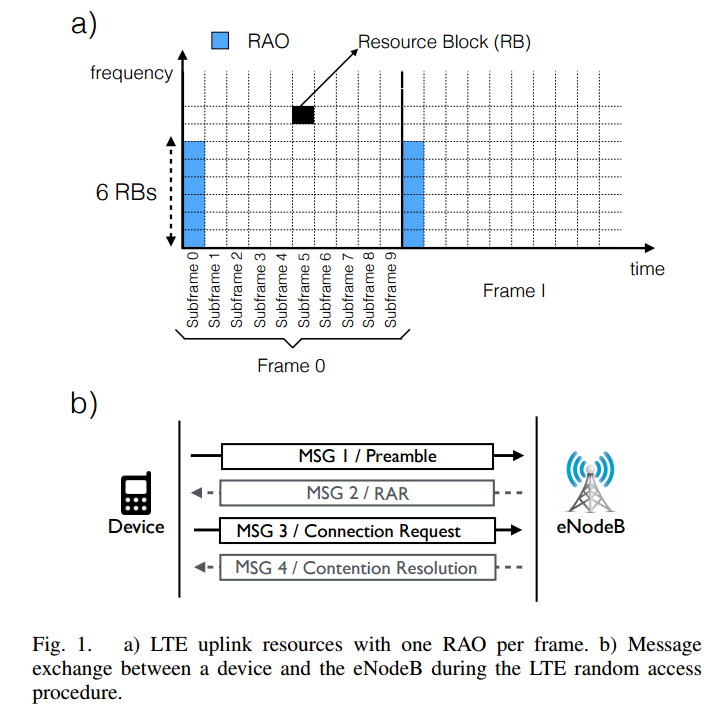 a)
RAO
Resource Block (RB)
frequency
6 RBs
Subframe 0
Subframe 1
Subframe 2
Subframe 3
Subframe 4
Subframe 5
Subframe 6
Subframe 7
Subframe 8
Subframe 9
time
Frame I
Frame 0
b)
MSG 1 / Preamble
MSG 2 / RAR
Device
MSG 3 / Connection Request
eNodeB
MSG 4 / Contention Resolution
Fig. 1. a) LTE uplink resources with one RAO per frame. b) Message
exchange between a device and the eNodeB during the LTE random access
procedure.